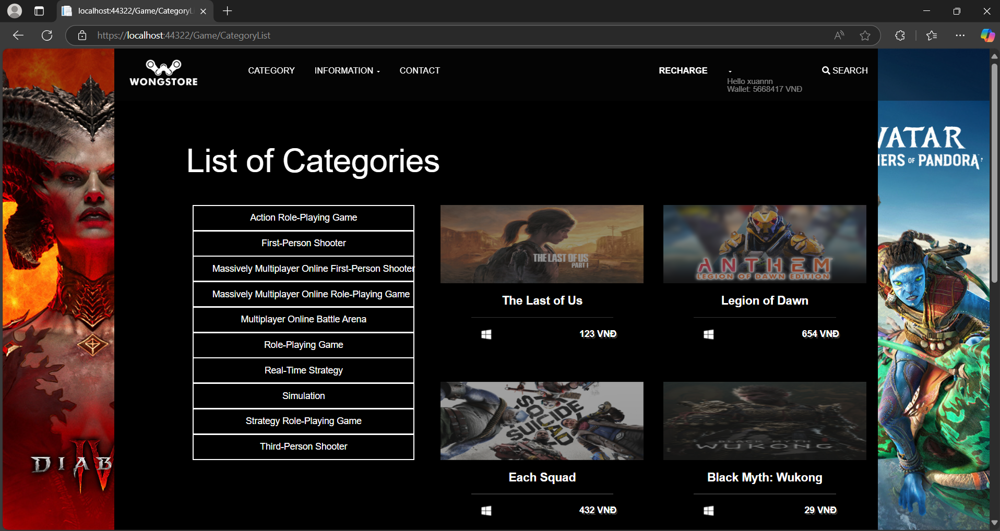 localhost:44322/Game/CategoryLi
https://localhost:44322/Game/CategoryList
WONGSTORE
CATEGORY
INFORMATION
CONTACT
RECHARGE
Hello xuannn
Wallet: 5668417 VNĐ
SEARCH
List of Categories
Action Role-Playing Game
First-Person Shooter
Massively Multiplayer Online First-Person Shooter
Massively Multiplayer Online Role-Playing Game
Multiplayer Online Battle Arena
Role-Playing Game
Real-Time Strategy
Simulation
Strategy Role-Playing Game
Third-Person Shooter
THE LAST OF US
PART I
The Last of Us
123 VNĐ
ANTHEM
LEGION OF DAWN EDITION
Legion of Dawn
654 VNĐ
SUICIDE
Each Squad
432 VNĐ
BLACK MYTH
WUKONG
Black Myth: Wukong
29 VNĐ
DIAB
IV
VATAR
IERS OF PANDORA